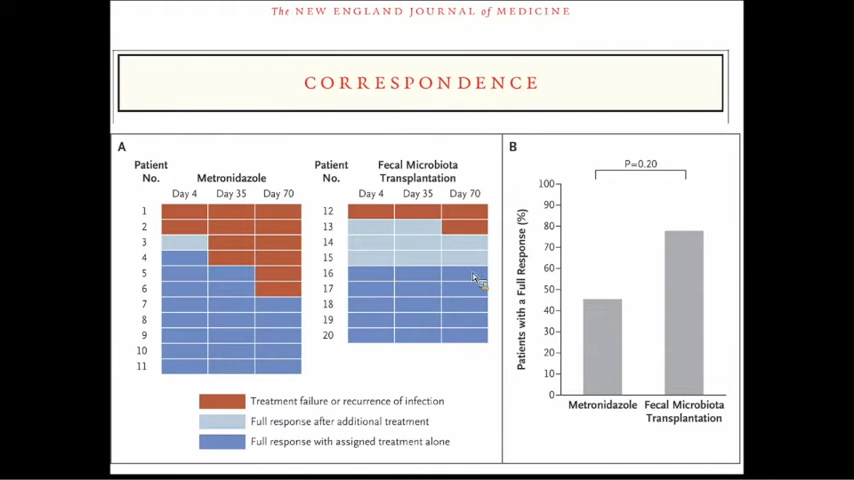 The NEW ENGLAND JOURNAL of MEDICINE
CORRESPONDENCE
A
Patient No.
Metronidazole
Day 4 Day 35 Day 70
1
2
3
4
5
6
7
8
9
10
11
Patient No.
Fecal Microbiota
Transplantation
Day 4 Day 35 Day 70
12
13
14
15
16
17
18
19
20
Treatment failure or recurrence of infection
Full response after additional treatment
Full response with assigned treatment alone
B
P=0.20
Patients with a Full Response (%)
100
90
80
70
60
50
40
30
20
10
0
Metronidazole
Fecal Microbiota
Transplantation